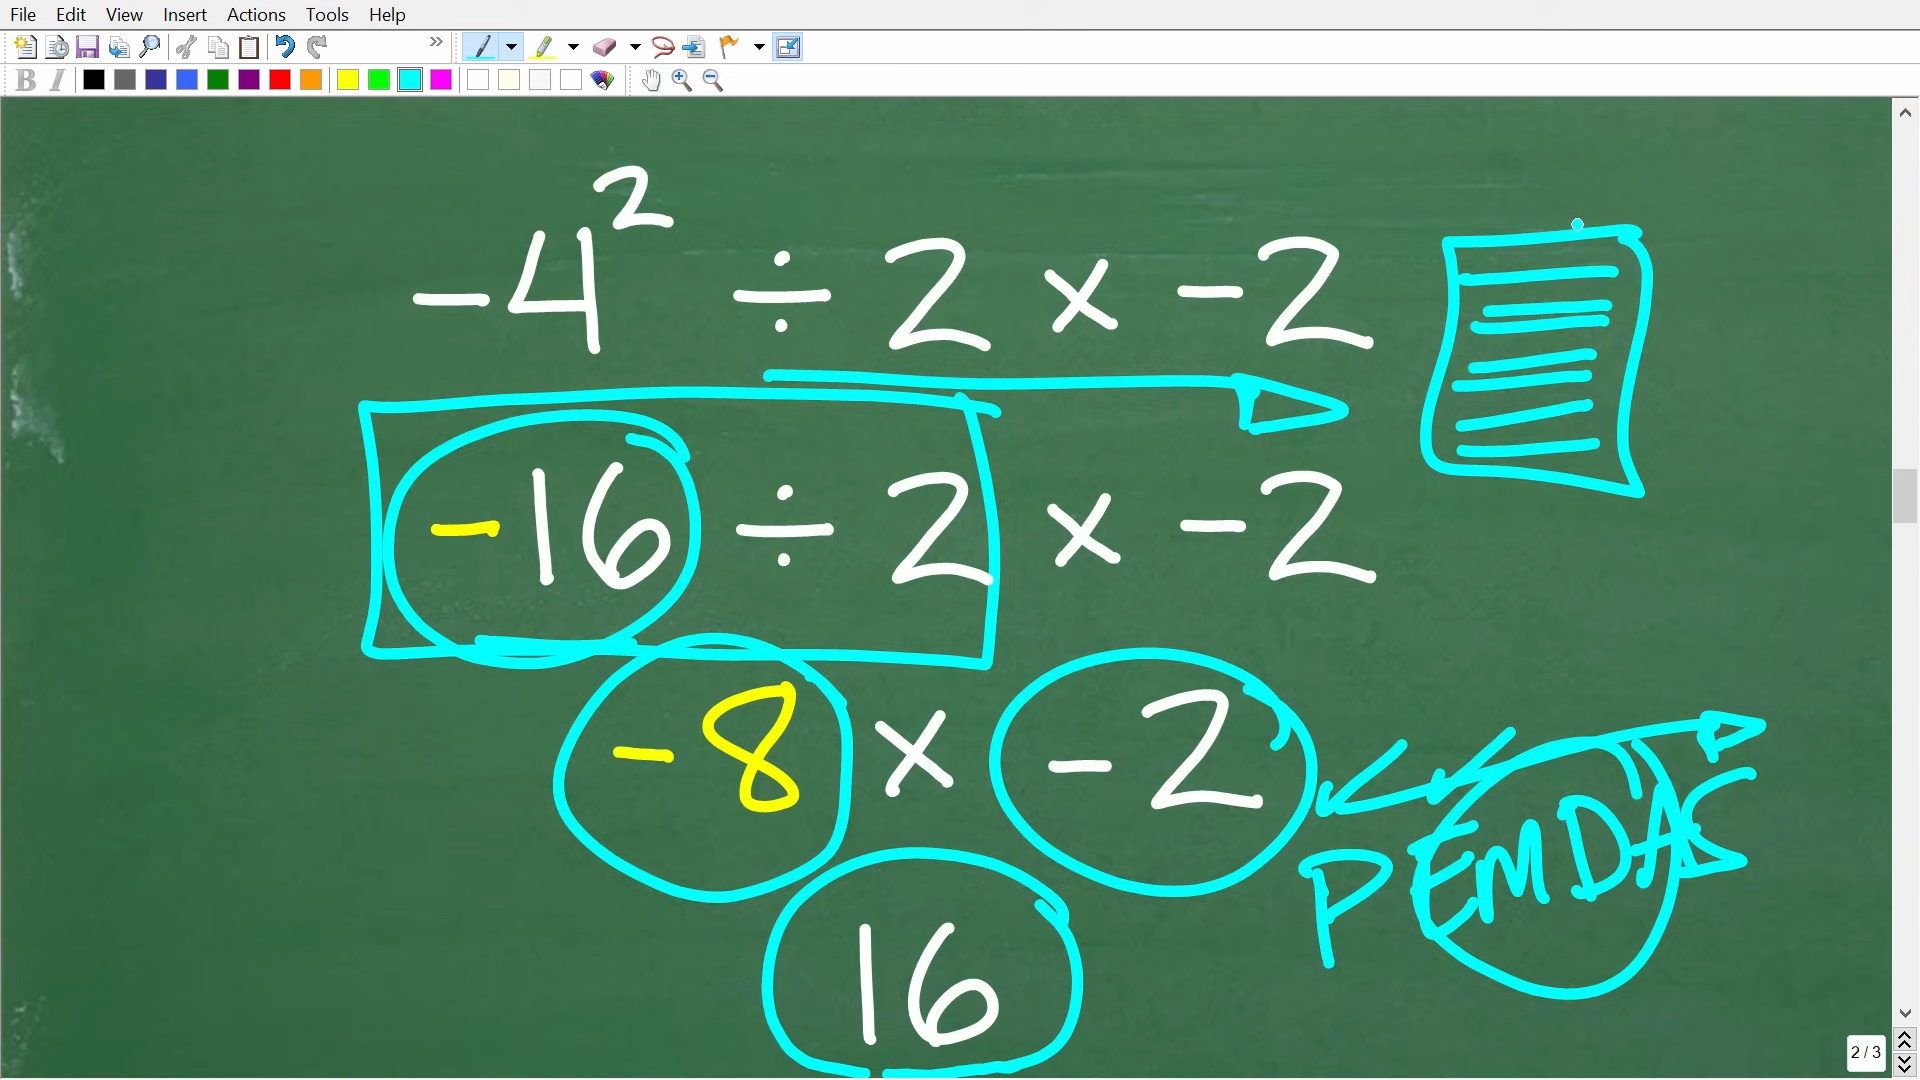 File Edit View Insert Actions Tools Help
B I
-4² ÷ 2 × -2
-16 ÷ 2 × -2
-8 × -2
PEMDAS
16
2 / 3